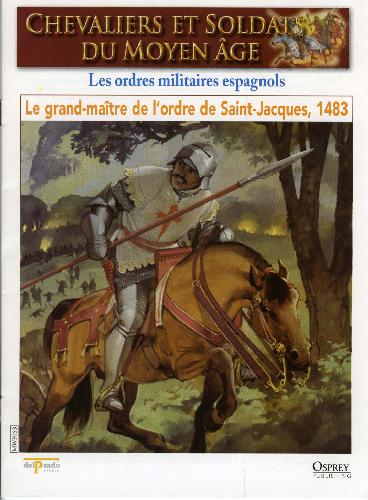 CHEVALIERS ET SOLDATS
DU MOYEN ÂGE
Les ordres militaires espagnols
Le grand-maître de l'ordre de Saint-Jacques, 1483
delPrado
OSPREY
PUBLISHING